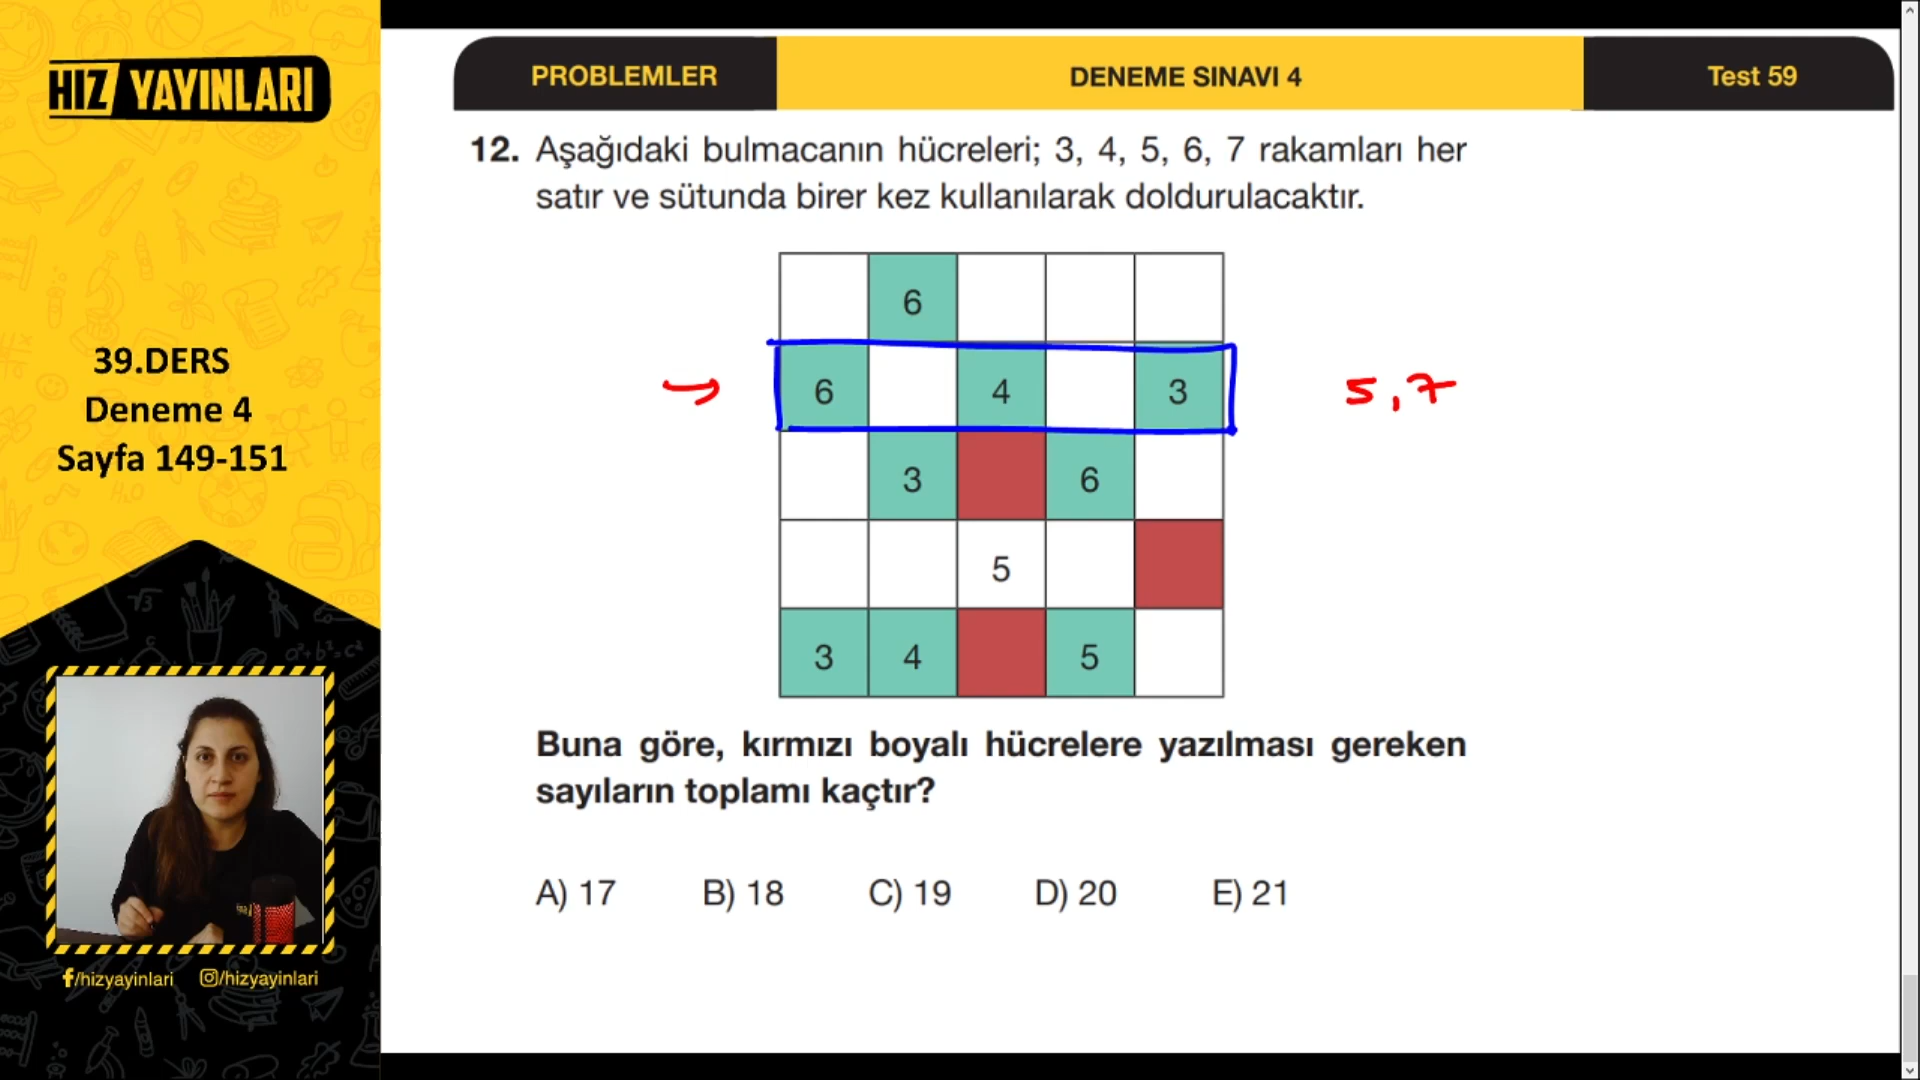 HIZ YAYINLARI
39.DERS
Deneme 4
Sayfa 149-151
/hizyayinlari /hizyayinlari
PROBLEMLER DENEME SINAVI 4 Test 59
12. Aşağıdaki bulmacanın hücreleri; 3, 4, 5, 6, 7 rakamları her
satır ve sütunda birer kez kullanılarak doldurulacaktır.
6
6 4 3 5,7
3 6
5
3 4 5
Buna göre, kırmızı boyalı hücrelere yazılması gereken
sayıların toplamı kaçtır?
A) 17 B) 18 C) 19 D) 20 E) 21